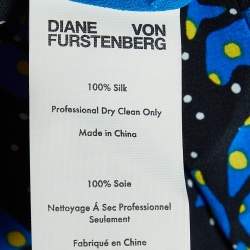 DIANE VON
FURSTENBERG
100% Silk
Professional Dry Clean Only
Made in China
100% Soie
Nettoyage Á Sec Professionnel
Seulement
Fabriqué en Chine